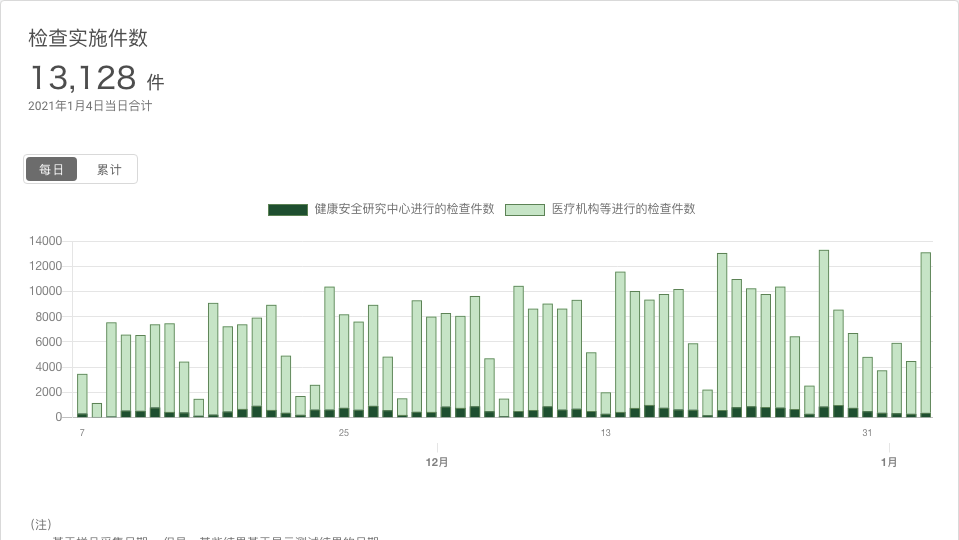 检查实施件数
13,128 件
2021年1月4日当日合计
每日 累计
健康安全研究中心进行的检查件数 医疗机构等进行的检查件数
14000
12000
10000
8000
6000
4000
2000
0
7 25 13 31
12月 1月
(注)